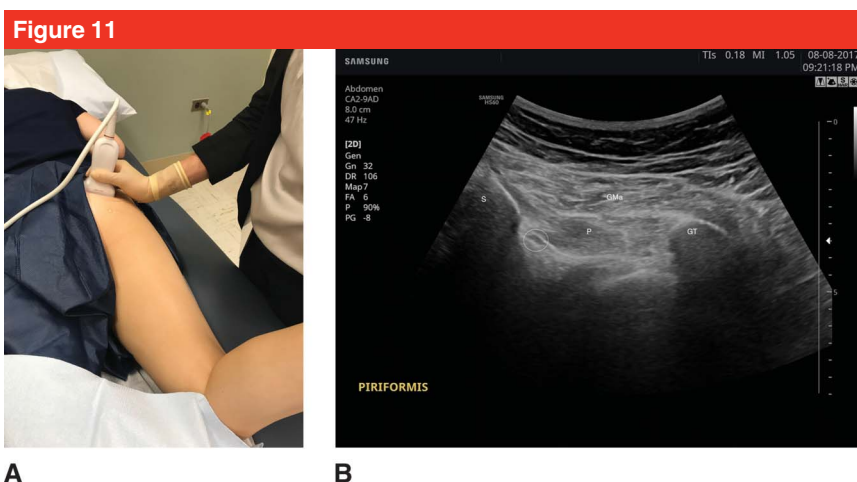 Figure 11
SAMSUNG
TIs 0.18 MI 1.05 08-08-2017
09:21:18 PM
Abdomen
CA2-9AD
8.0 cm
47 Hz
SAMSUNG
HS60
[2D]
Gen
Gn 32
DR 106
Map 7
FA 6
P 90%
PG -8
0
S
GMa
P
GT
5
PIRIFORMIS
A
B